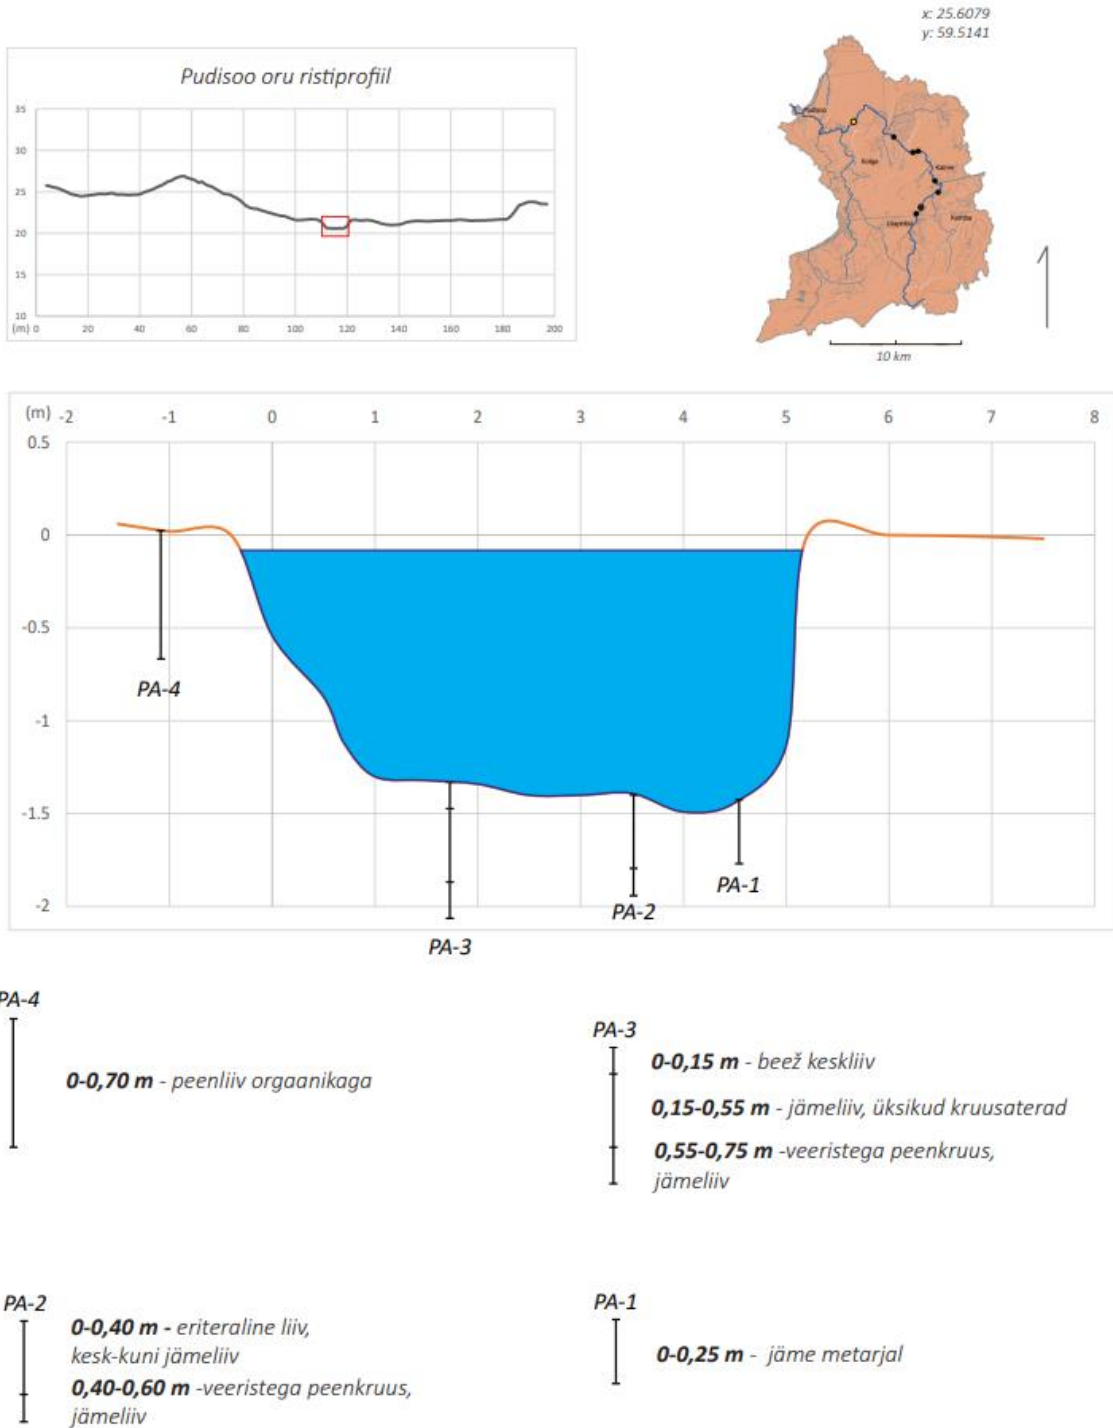 x: 25.6079
y: 59.5141
Pudisoo oru ristiprofiil
35
30
25
20
15
10
(m) 0 20 40 60 80 100 120 140 160 180 200
Kolga
10 km
(m) -2 -1 0 1 2 3 4 5 6 7 8
0.5
0
-0.5
-1
-1.5
-2
PA-4
PA-1
PA-2
PA-3
PA-4
0-0,70 m - peenliiv orgaanikaga
PA-3
0-0,15 m - beež keskliiv
0,15-0,55 m - jämeliiv, üksikud kruusaterad
0,55-0,75 m -veeristega peenkruus,
jämeliiv
PA-2
0-0,40 m - eriteraline liiv,
kesk-kuni jämeliiv
0,40-0,60 m -veeristega peenkruus,
jämeliiv
PA-1
0-0,25 m - jäme metarjal